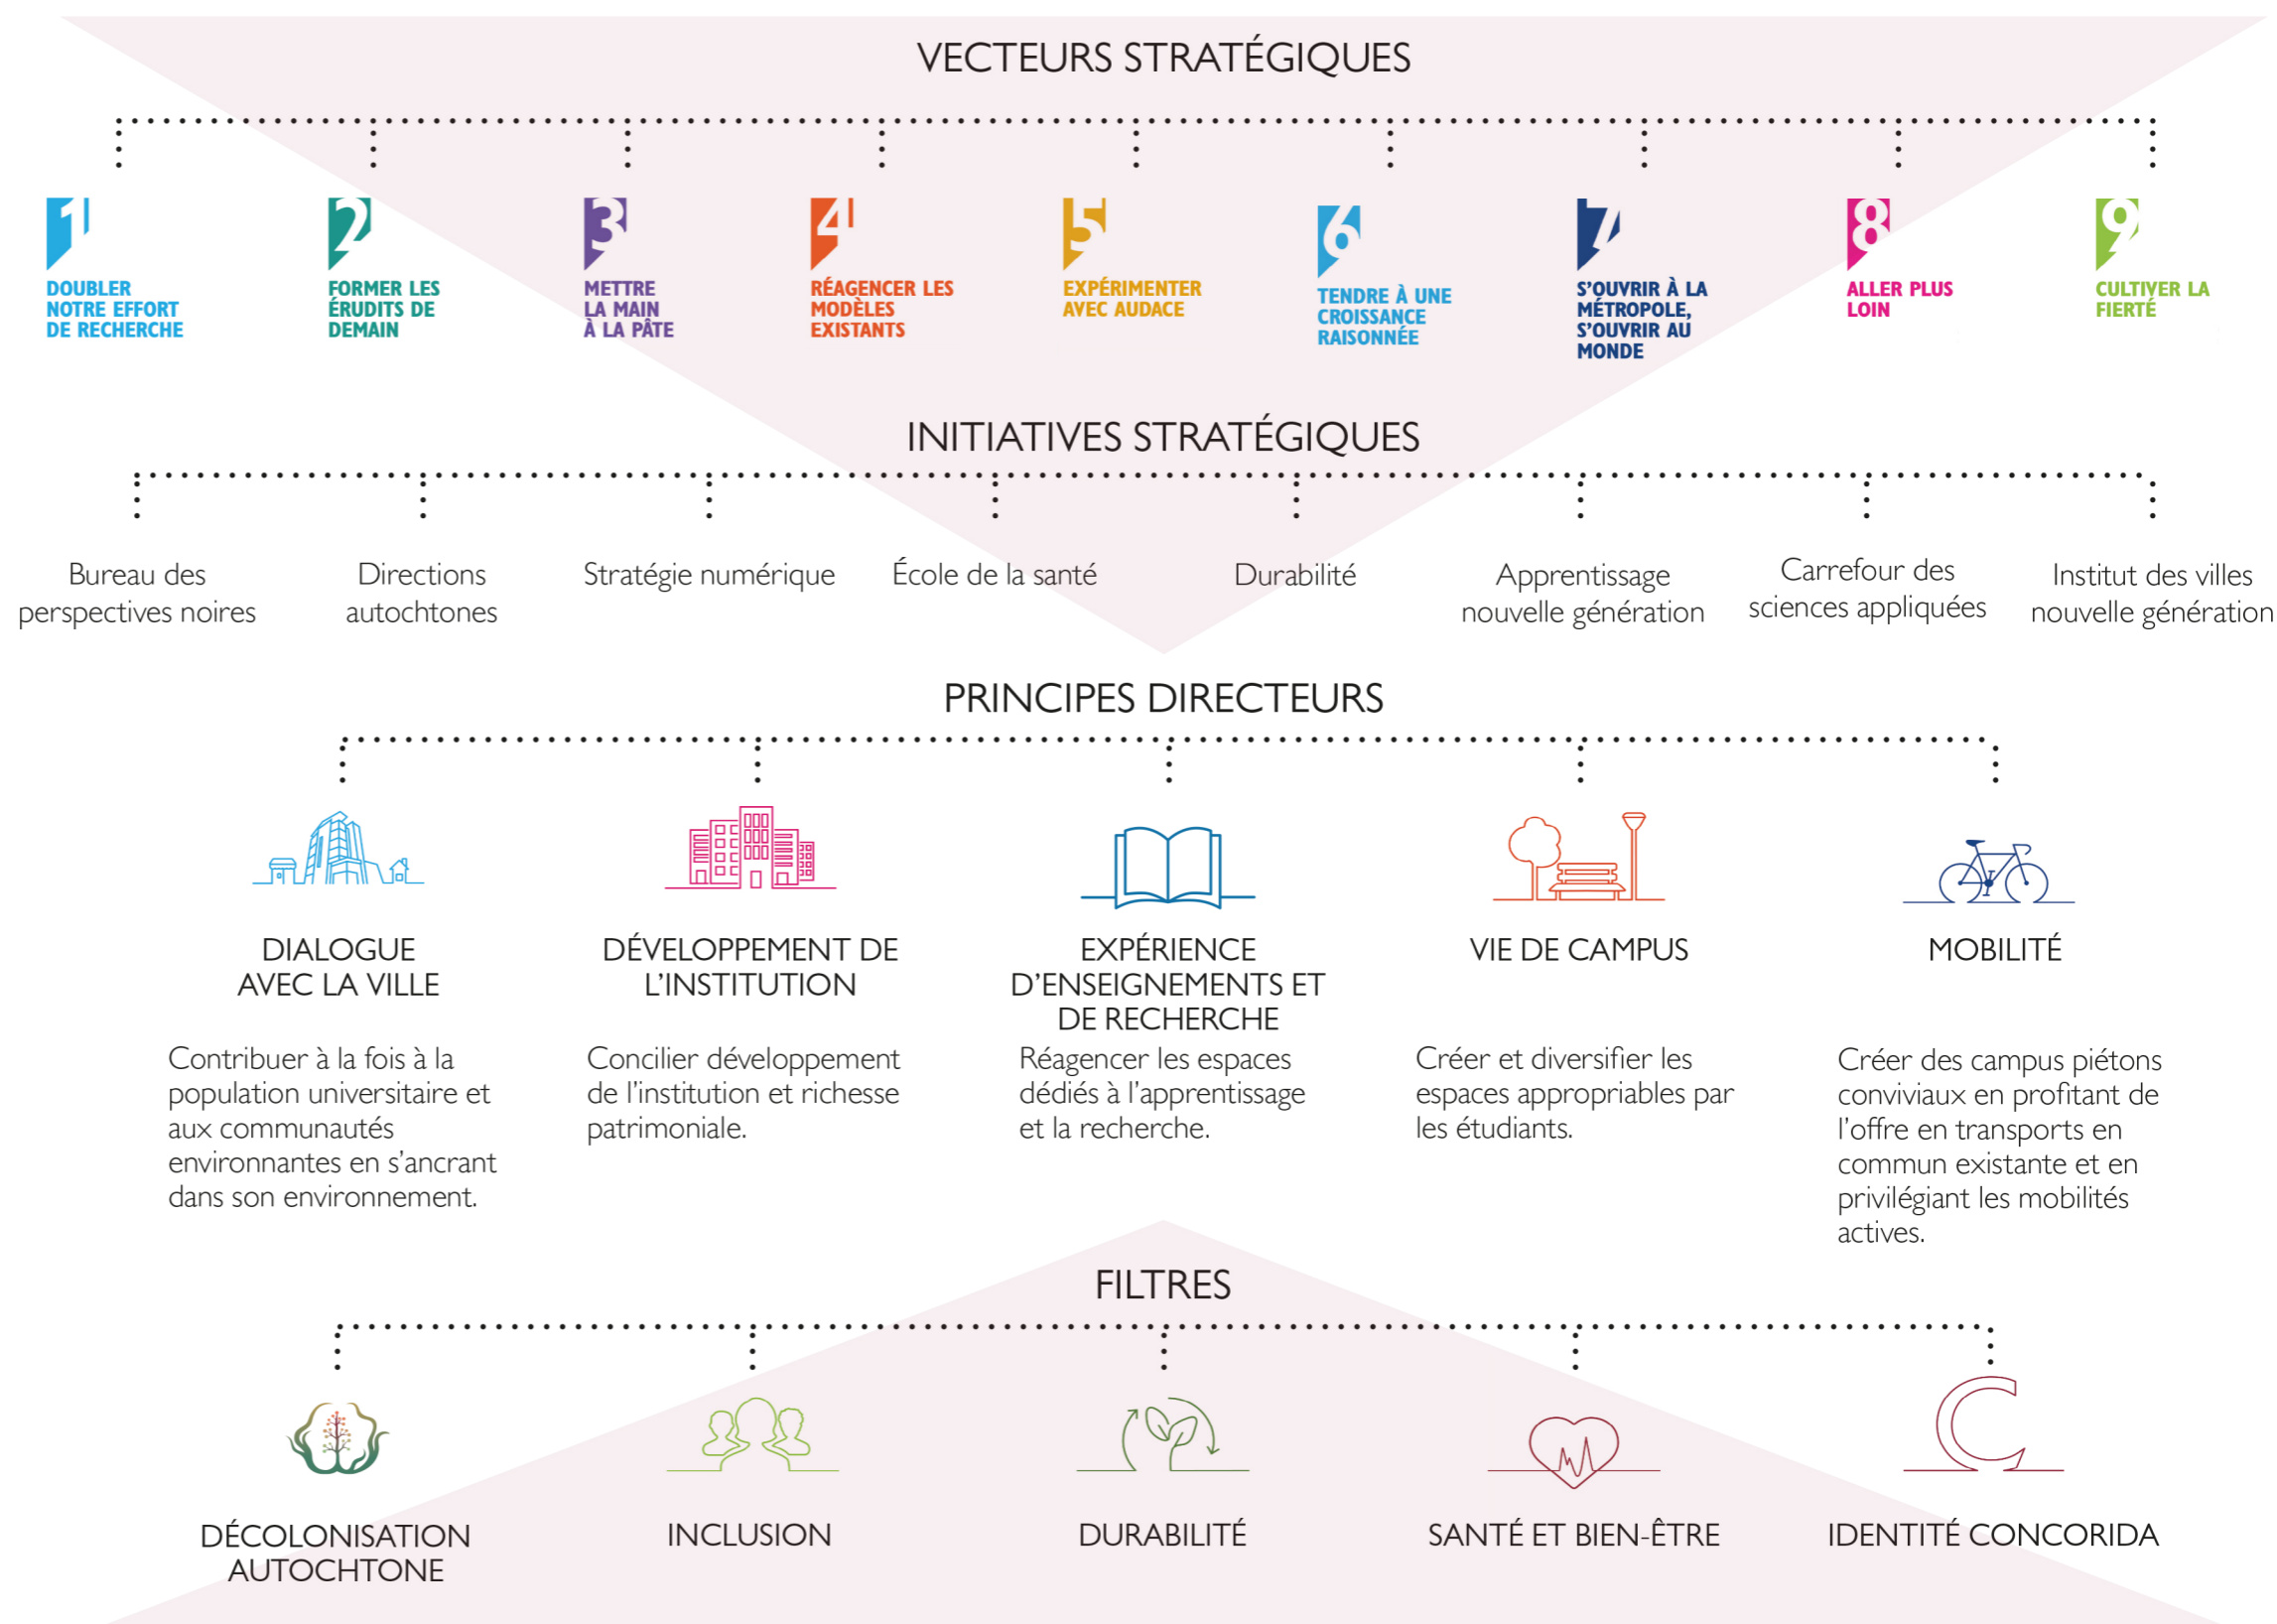 VECTEURS STRATÉGIQUES
1
DOUBLER
NOTRE EFFORT
DE RECHERCHE
2
FORMER LES
ÉRUDITS DE
DEMAIN
3
METTRE
LA MAIN
À LA PÂTE
4
RÉAGENCER LES
MODÈLES
EXISTANTS
5
EXPÉRIMENTER
AVEC AUDACE
6
TENDRE À UNE
CROISSANCE
RAISONNÉE
7
S’OUVRIR À LA
MÉTROPOLE,
S’OUVRIR AU
MONDE
8
ALLER PLUS
LOIN
9
CULTIVER LA
FIERTÉ
INITIATIVES STRATÉGIQUES
Bureau des
perspectives noires
Directions
autochtones
Stratégie numérique
École de la santé
Durabilité
Apprentissage
nouvelle génération
Carrefour des
sciences appliquées
Institut des villes
nouvelle génération
PRINCIPES DIRECTEURS
DIALOGUE
AVEC LA VILLE
Contribuer à la fois à la
population universitaire et
aux communautés
environnantes en s’ancrant
dans son environnement.
DÉVELOPPEMENT DE
L’INSTITUTION
Concilier développement
de l’institution et richesse
patrimoniale.
EXPÉRIENCE
D’ENSEIGNEMENTS ET
DE RECHERCHE
Réagencer les espaces
dédiés à l’apprentissage
et la recherche.
VIE DE CAMPUS
Créer et diversifier les
espaces appropriables par
les étudiants.
MOBILITÉ
Créer des campus piétons
conviviaux en profitant de
l’offre en transports en
commun existante et en
privilégiant les mobilités
actives.
FILTRES
DÉCOLONISATION
AUTOCHTONE
INCLUSION
DURABILITÉ
SANTÉ ET BIEN-ÊTRE
IDENTITÉ CONCORIDA